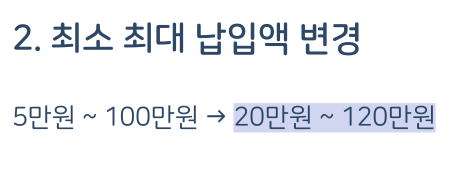 2. 최소 최대 납입액 변경
5만원 ~ 100만원 → 20만원 ~ 120만원